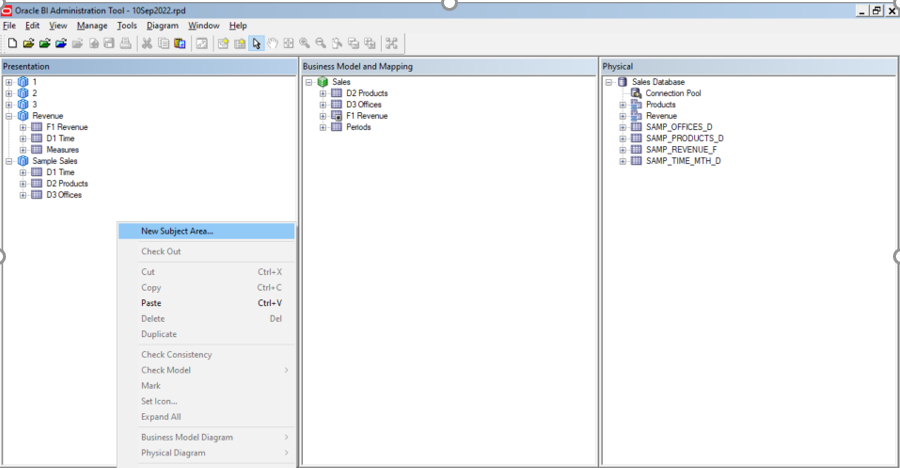 Oracle BI Administration Tool - 10Sep2022.rpd
File Edit View Manage Tools Diagram Window Help
Presentation
1
2
3
Revenue
F1 Revenue
D1 Time
Measures
Sample Sales
D1 Time
D2 Products
D3 Offices
New Subject Area...
Check Out
Cut Ctrl+X
Copy Ctrl+C
Paste Ctrl+V
Delete Del
Duplicate
Check Consistency
Check Model
Mark
Set Icon...
Expand All
Business Model Diagram
Physical Diagram
Business Model and Mapping
Sales
D2 Products
D3 Offices
F1 Revenue
Periods
Physical
Sales Database
Connection Pool
Products
Revenue
SAMP_OFFICES_D
SAMP_PRODUCTS_D
SAMP_REVENUE_F
SAMP_TIME_MTH_D